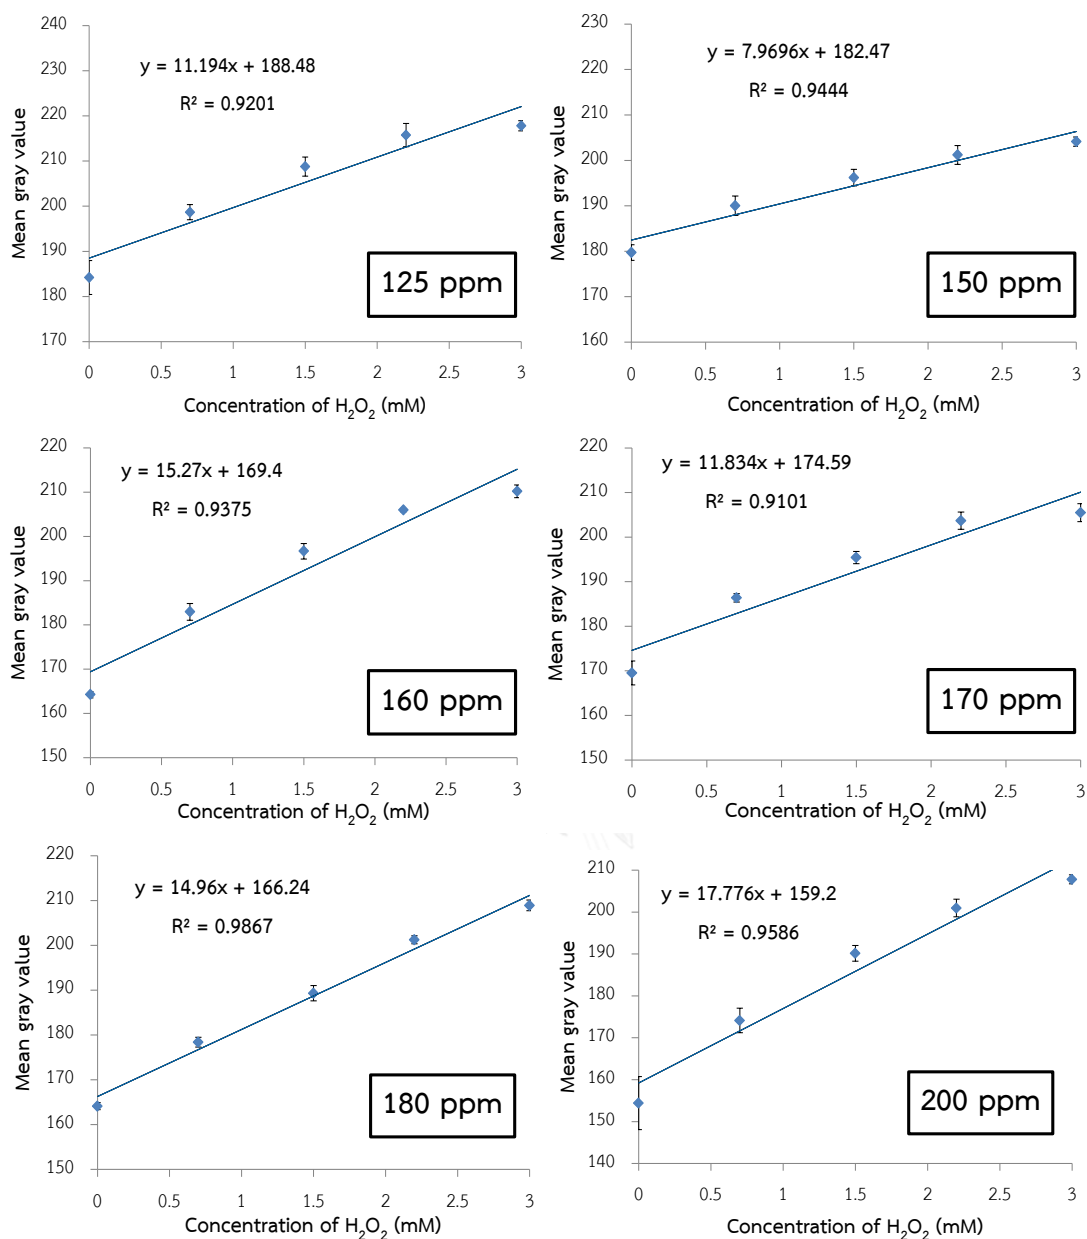 240
230
220
210
200
190
180
170
Mean gray value
y = 11.194x + 188.48
R² = 0.9201
125 ppm
0 0.5 1 1.5 2 2.5 3
Concentration of H₂O₂ (mM)
230
220
210
200
190
180
170
160
Mean gray value
y = 7.9696x + 182.47
R² = 0.9444
150 ppm
0 0.5 1 1.5 2 2.5 3
Concentration of H₂O₂ (mM)
220
210
200
190
180
170
160
150
Mean gray value
y = 15.27x + 169.4
R² = 0.9375
160 ppm
0 0.5 1 1.5 2 2.5 3
Concentration of H₂O₂ (mM)
220
210
200
190
180
170
160
150
Mean gray value
y = 11.834x + 174.59
R² = 0.9101
170 ppm
0 0.5 1 1.5 2 2.5 3
Concentration of H₂O₂ (mM)
220
210
200
190
180
170
160
150
Mean gray value
y = 14.96x + 166.24
R² = 0.9867
180 ppm
0 0.5 1 1.5 2 2.5 3
Concentration of H₂O₂ (mM)
210
200
190
180
170
160
150
140
Mean gray value
y = 17.776x + 159.2
R² = 0.9586
200 ppm
0 0.5 1 1.5 2 2.5 3
Concentration of H₂O₂ (mM)